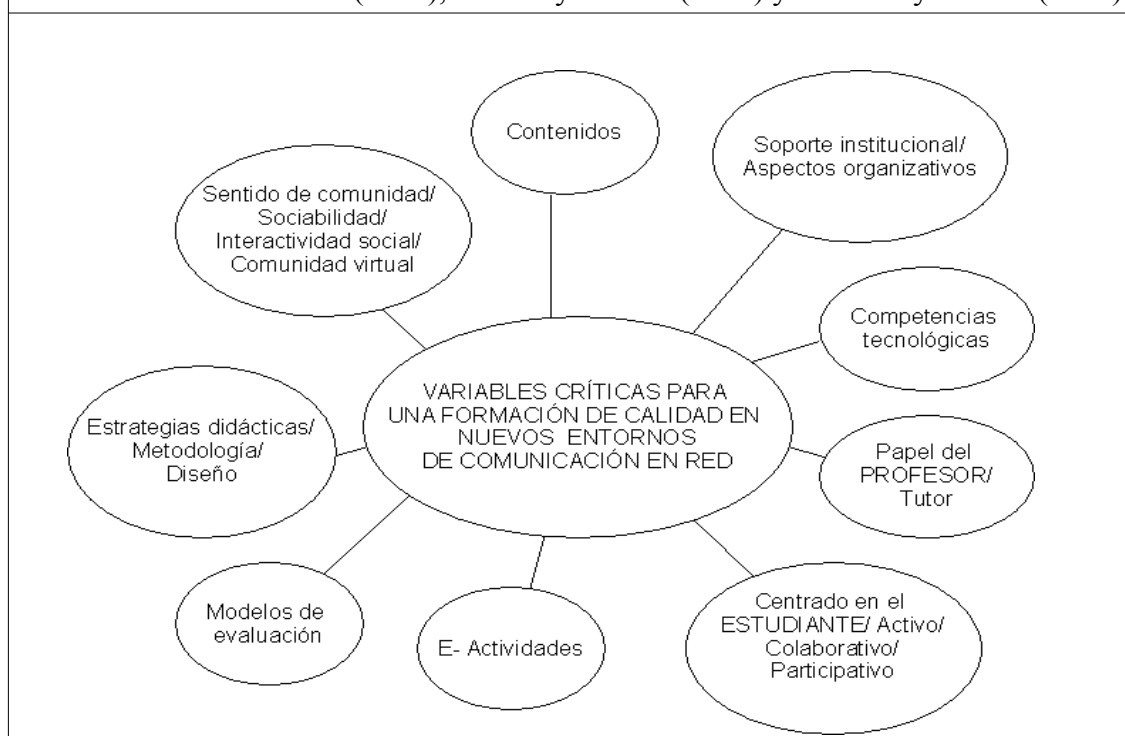 Contenidos
Soporte institucional/
Aspectos organizativos
Sentido de comunidad/
Sociabilidad/
Interactividad social/
Comunidad virtual
Competencias
tecnológicas
VARIABLES CRÍTICAS PARA
UNA FORMACIÓN DE CALIDAD EN
NUEVOS ENTORNOS
DE COMUNICACIÓN EN RED
Estrategias didácticas/
Metodología/
Diseño
Papel del
PROFESOR/
Tutor
Modelos de
evaluación
E- Actividades
Centrado en el
ESTUDIANTE/ Activo/
Colaborativo/
Participativo